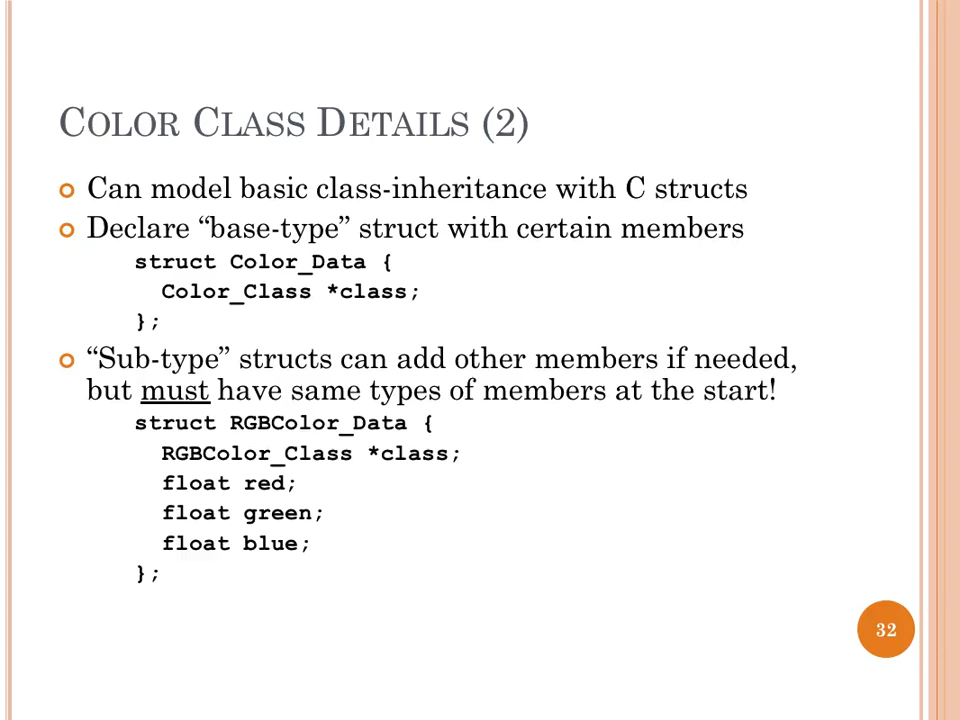 COLOR CLASS DETAILS (2)
Can model basic class-inheritance with C structs
Declare “base-type” struct with certain members
struct Color_Data {
Color_Class *class;
};
“Sub-type” structs can add other members if needed,
but must have same types of members at the start!
struct RGBColor_Data {
RGBColor_Class *class;
float red;
float green;
float blue;
};
32